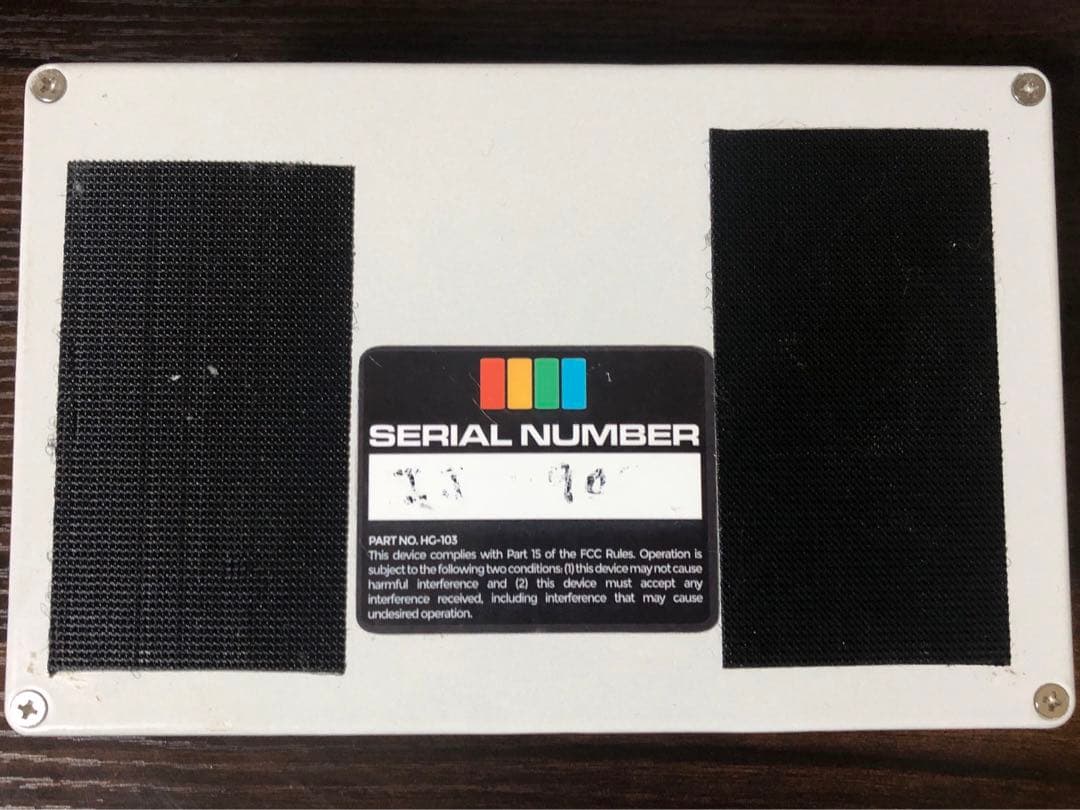 SERIAL NUMBER
PART NO. HG-103
This device complies with Part 15 of the FCC Rules. Operation is
subject to the following two conditions: (1) this device may not cause
harmful interference and (2) this device must accept any
interference received, including interference that may cause
undesired operation.